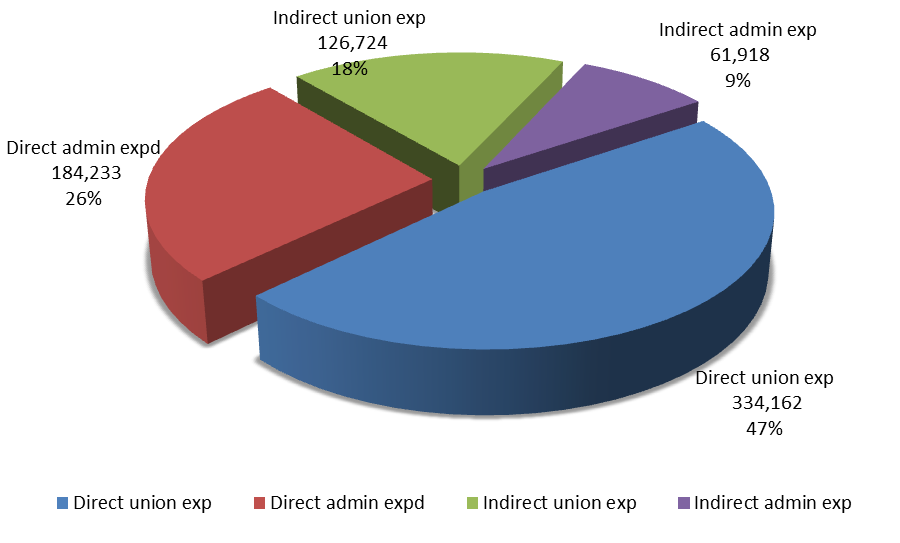 Indirect union exp
126,724
18%
Indirect admin exp
61,918
9%
Direct admin expd
184,233
26%
Direct union exp
334,162
47%
Direct union exp
Direct admin expd
Indirect union exp
Indirect admin exp